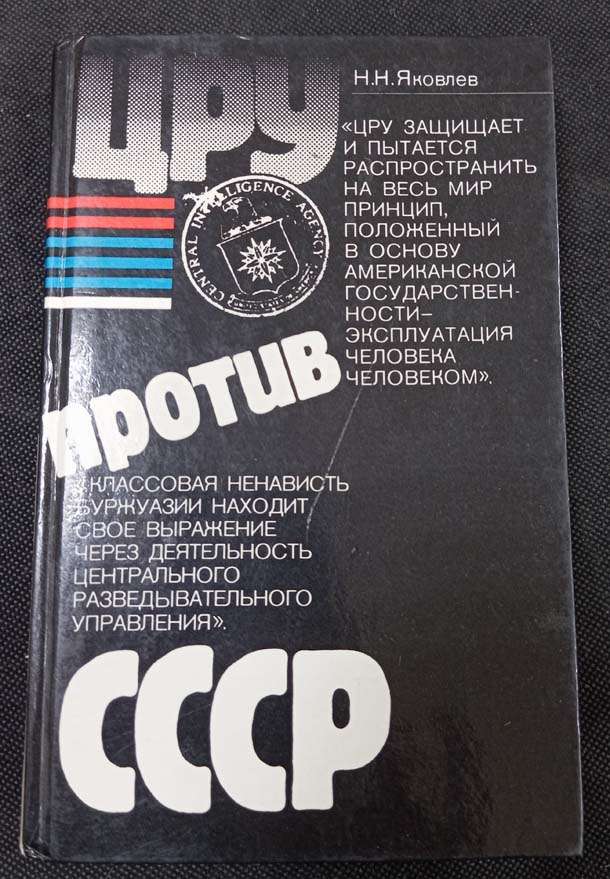 ЦРУ
Н.Н.Яковлев
«ЦРУ ЗАЩИЩАЕТ
И ПЫТАЕТСЯ
РАСПРОСТРАНИТЬ
НА ВЕСЬ МИР
ПРИНЦИП,
ПОЛОЖЕННЫЙ
В ОСНОВУ
АМЕРИКАНСКОЙ
ГОСУДАРСТВЕН-
НОСТИ–
ЭКСПЛУАТАЦИЯ
ЧЕЛОВЕКА
ЧЕЛОВЕКОМ».
CENTRAL INTELLIGENCE AGENCY
против
«КЛАССОВАЯ НЕНАВИСТЬ
БУРЖУАЗИИ НАХОДИТ
СВОЕ ВЫРАЖЕНИЕ
ЧЕРЕЗ ДЕЯТЕЛЬНОСТЬ
ЦЕНТРАЛЬНОГО
РАЗВЕДЫВАТЕЛЬНОГО
УПРАВЛЕНИЯ».
СССР